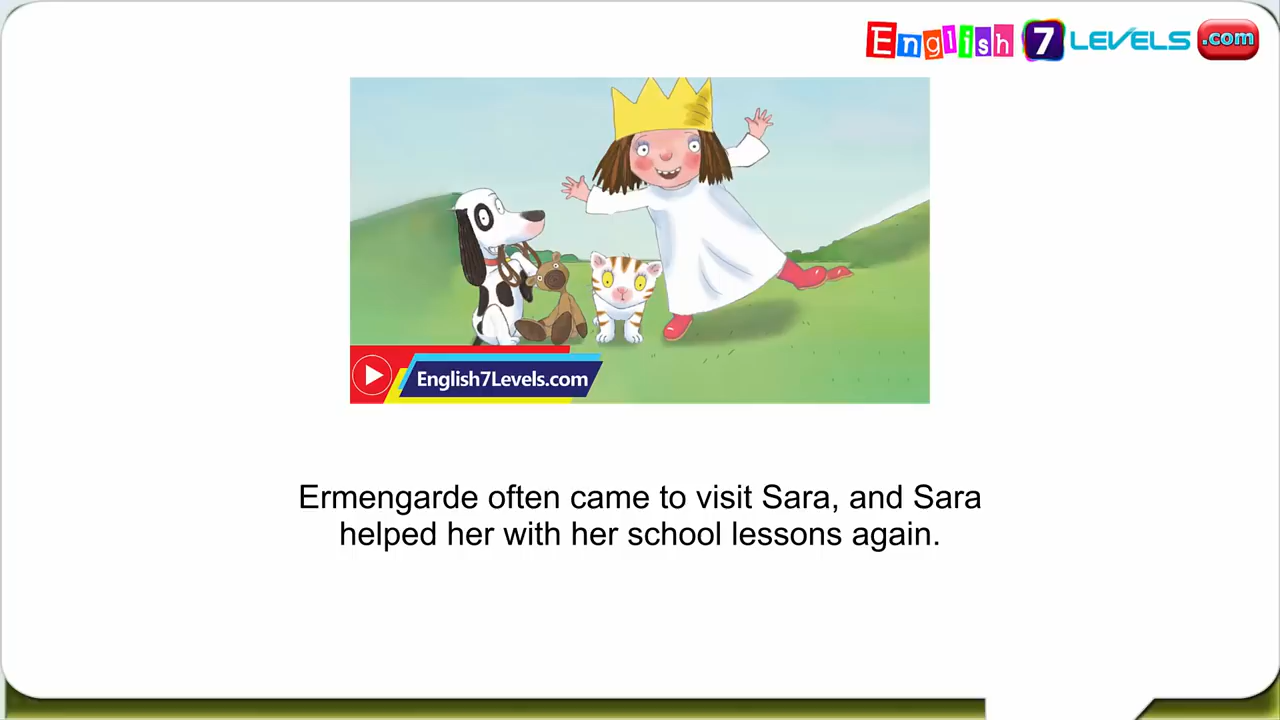 English 7 LEVELS .com
English7Levels.com
Ermengarde often came to visit Sara, and Sara
helped her with her school lessons again.